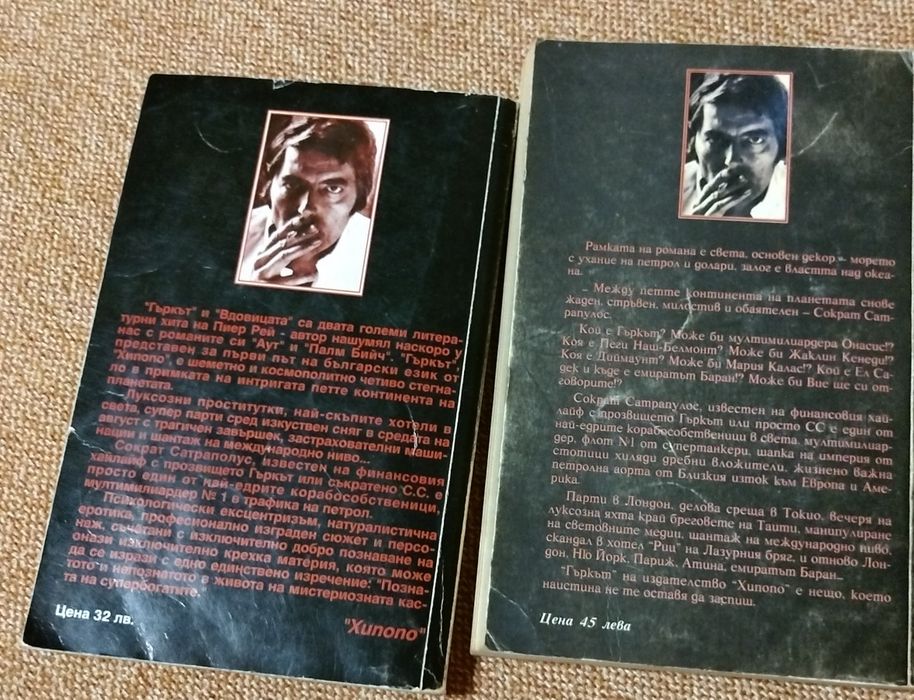 "Гъркът" и "Вдовицата" са двата големи литера-
турни хита на Пиер Рей - автор нашумял наскоро у
нас с романите си "Аут" и "Палм Бийч". "Гъркът",
представен за първи път на български език от
"Хипопо", е шеметно и космополитно четиво стегна-
ло в примката на интригата петте континента на
планетата.
Луксозни проститутки, най-скъпите хотели в
света, супер парти сред изкуствен сняг в средата на
август с трагичен завършек, застрахователни маши-
нации и шантаж на международно ниво...
Сократ Сатраполус, известен на финансовия
хайлайф с прозвището Гъркът или съкратено С.С. е
просто един от най-едрите корабособственици,
мултимилиардер № 1 в трафика на петрол.
Психологически ексцентризъм, натуралистична
еротика, професионално изграден сюжет и персо-
наж, съчетани с изключително добро познаване на
онази изключително крехка материя, която може
да се изрази с едно единствено изречение: "Позна-
тото и непознатото в живота на мистериозната кас-
та на супербогатите.
Цена 32 лв.
"Хипопо"
Рамката на романа е света, основен декор - морето
с ухание на петрол и долари, залог е властта над океа-
на.
– Между петте континента на планетата снове
жаден, стръвен, милостив и обаятелен – Сократ Сат-
рапулос.
Кой е Гъркът? Може би мултимилиардера Онасис!?
Коя е Пеги Наш-Белмонт? Може би Жаклин Кенеди!?
Коя е Диймаунт? Може би Мария Калас!? Кой е Ел Са-
дек и къде е емиратът Баран!? Може би Вие ще си от-
говорите!?
Сократ Сатрапулос, известен на финансовия хай-
лайф с прозвището Гъркът или просто СС е един от
най-едрите корабособственици в света, мултимилиар-
дер, флот №1 от супертанкери, шапка на империя от
стотици хиляди дребни вложители, жизнено важна
петролна аорта от Близкия изток към Европа и Аме-
рика.
Парти в Лондон, делова среща в Токио, вечеря на
луксозна яхта край бреговете на Таити, манипулиране
на световните медии, шантаж на международно ниво,
скандал в хотел "Риц" на Лазурния бряг, и отново Лон-
дон, Ню Йорк, Париж, Атина, емиратът Баран...
"Гъркът" на издателство "Хипопо" е нещо, което
наистина не те оставя да заспиш.
Цена 45 лева